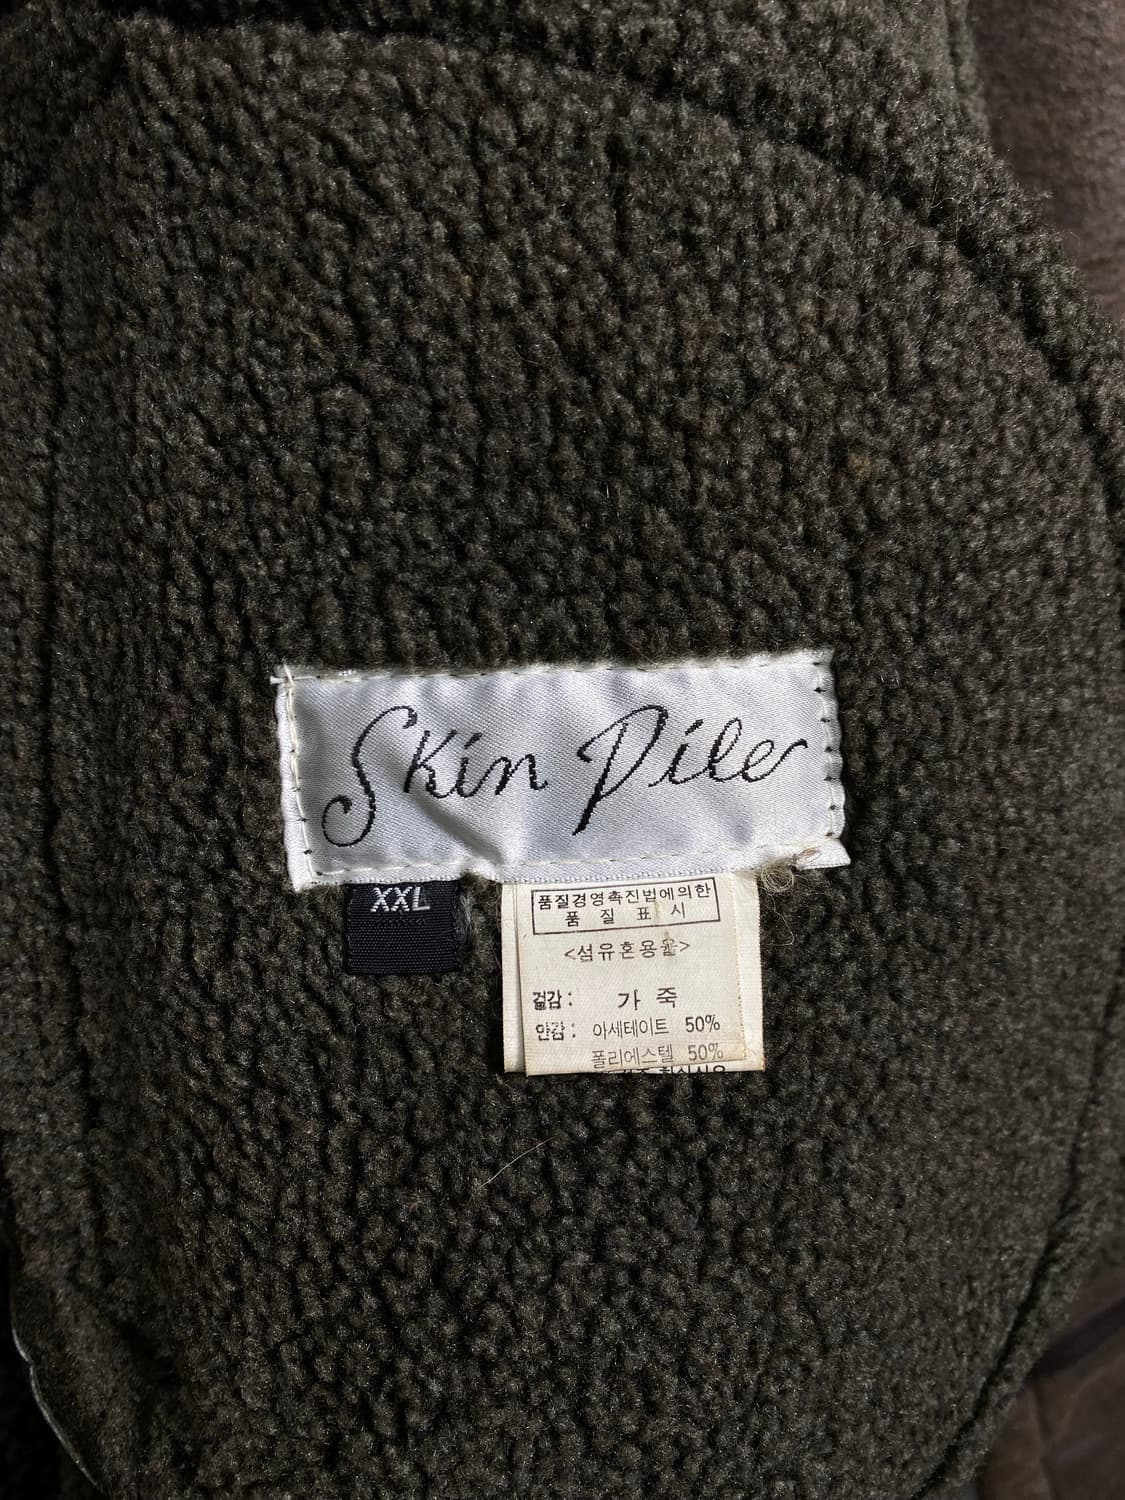 Skin Pile
XXL
품질경영촉진법에의한
품 질 표 시
<섬유혼용율>
겉감: 가 죽
안감: 아세테이트 50%
폴리에스텔 50%